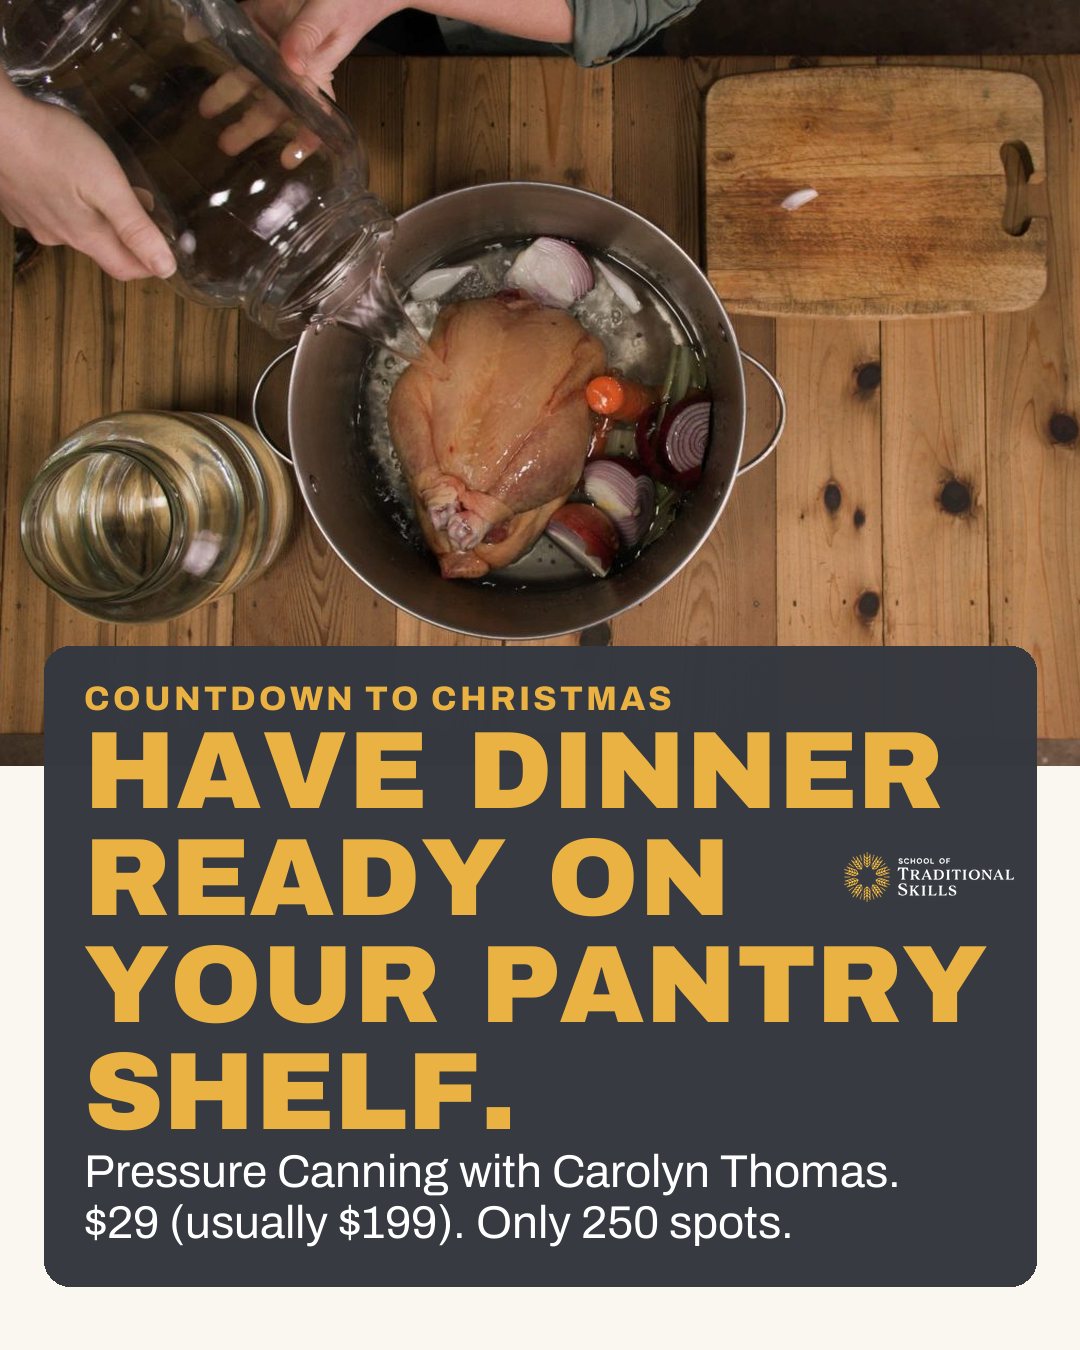 COUNTDOWN TO CHRISTMAS
HAVE DINNER
READY ON
YOUR PANTRY
SHELF.
SCHOOL OF
TRADITIONAL
SKILLS
Pressure Canning with Carolyn Thomas.
$29 (usually $199). Only 250 spots.